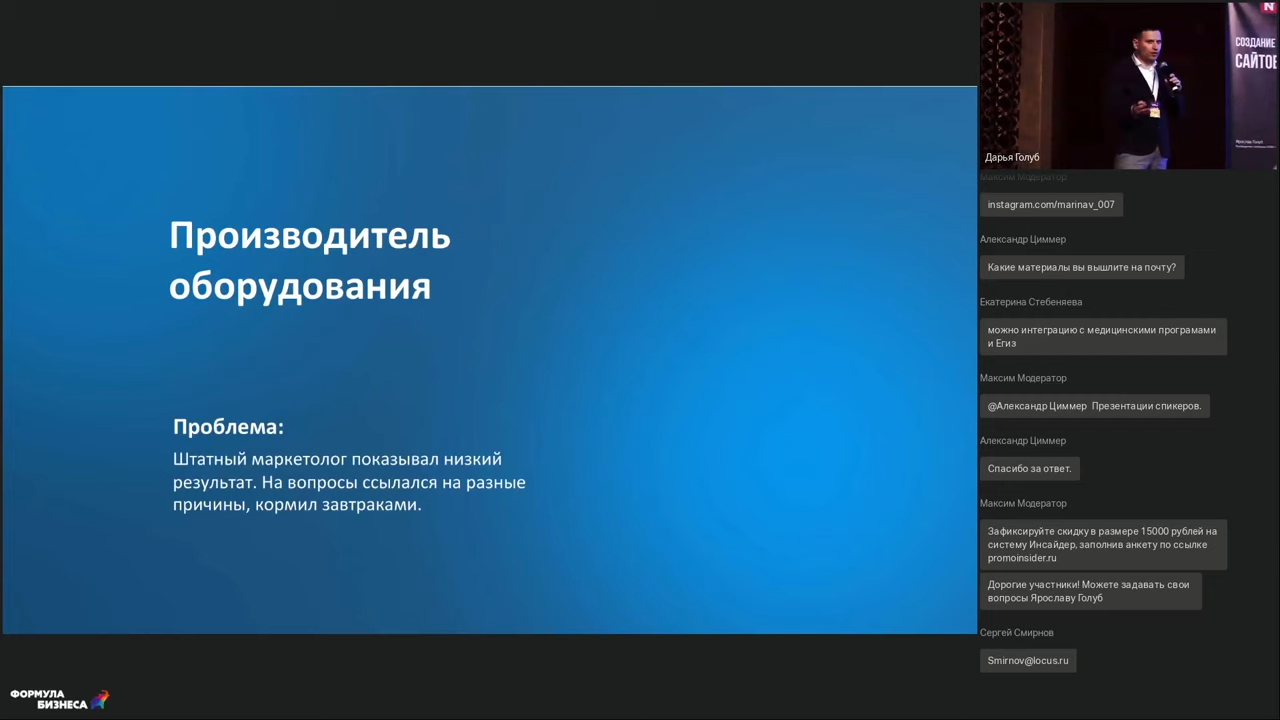 Производитель
оборудования
Проблема:
Штатный маркетолог показывал низкий
результат. На вопросы ссылался на разные
причины, кормил завтраками.
ФОРМУЛА
БИЗНЕСА
N
СОЗДАНИЕ
САЙТОВ
Дарья Голуб
Максим Модератор
instagram.com/marinav_007
Александр Циммер
Какие материалы вы вышлите на почту?
Екатерина Стебеняева
можно интеграцию с медицинскими програмами
и Егиз
Максим Модератор
@Александр Циммер Презентации спикеров.
Александр Циммер
Спасибо за ответ.
Максим Модератор
Зафиксируйте скидку в размере 15000 рублей на
систему Инсайдер, заполнив анкету по ссылке
promoinsider.ru
Дорогие участники! Можете задавать свои
вопросы Ярославу Голуб
Сергей Смирнов
Smirnov@locus.ru